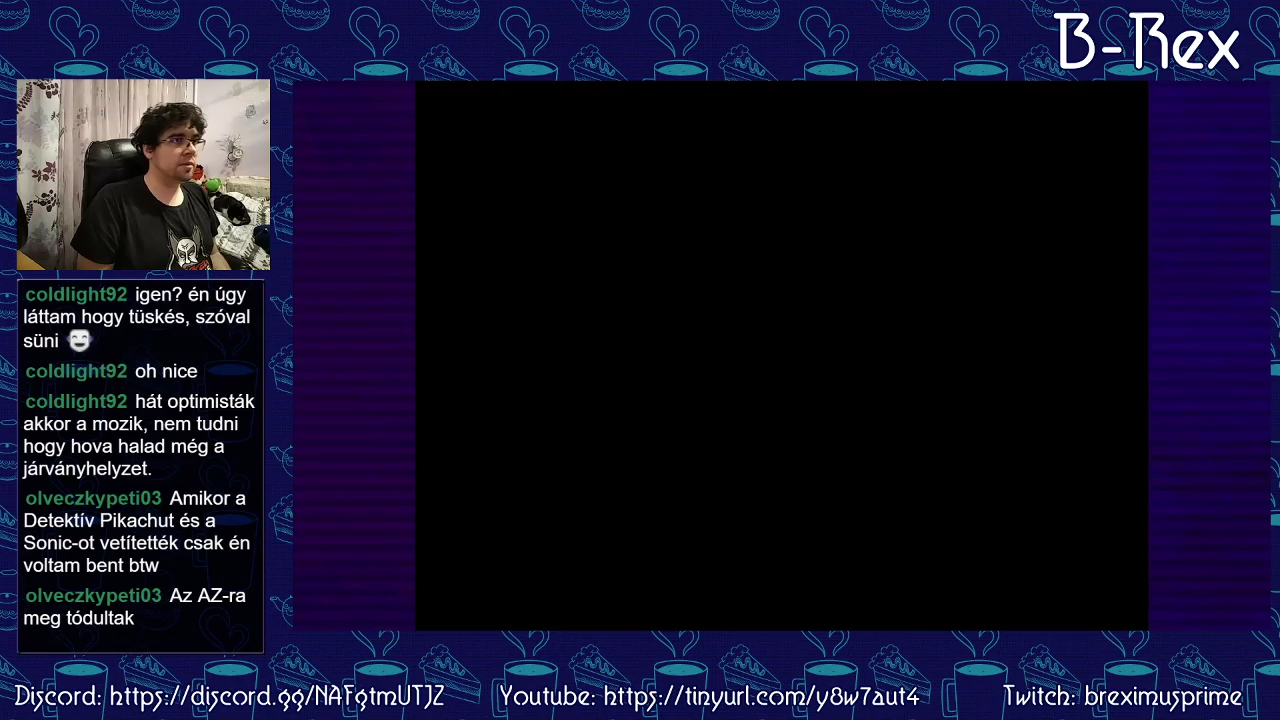 B-Rex
coldlight92 igen? én úgy
láttam hogy tüskés, szóval
süni
coldlight92 oh nice
coldlight92 hát optimisták
akkor a mozik, nem tudni
hogy hova halad még a
járványhelyzet.
olveczkypeti03 Amikor a
Detektív Pikachut és a
Sonic-ot vetítették csak én
voltam bent btw
olveczkypeti03 Az AZ-ra
meg tódultak
Discord: https://discord.gg/NAFgtmUTJZ Youtube: https://tinyurl.com/y8w7aut4 Twitch: breximusprime